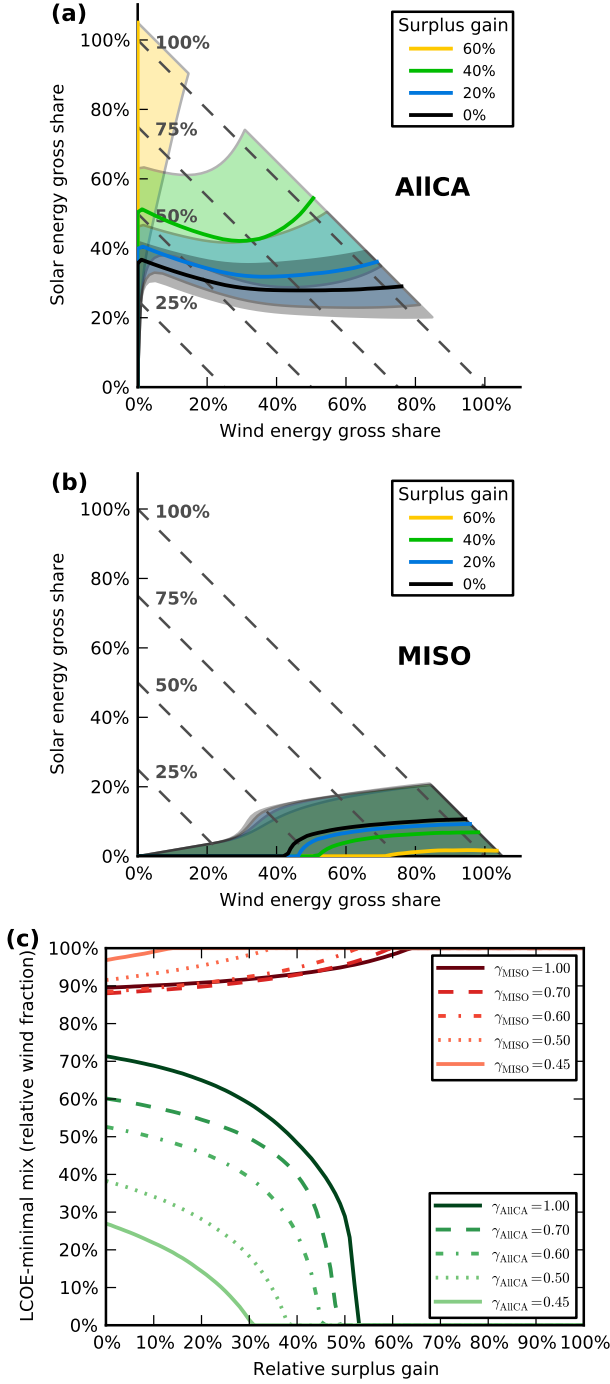 (a)
Surplus gain
60%
40%
20%
0%
AllCA
100%
75%
50%
25%
Solar energy gross share
100%
80%
60%
40%
20%
0%
0% 20% 40% 60% 80% 100%
Wind energy gross share
(b)
Surplus gain
60%
40%
20%
0%
MISO
100%
75%
50%
25%
Solar energy gross share
100%
80%
60%
40%
20%
0%
0% 20% 40% 60% 80% 100%
Wind energy gross share
(c)
LCOE-minimal mix (relative wind fraction)
100%
90%
80%
70%
60%
50%
40%
30%
20%
10%
0%
γMISO=1.00
γMISO=0.70
γMISO=0.60
γMISO=0.50
γMISO=0.45
γAllCA=1.00
γAllCA=0.70
γAllCA=0.60
γAllCA=0.50
γAllCA=0.45
0% 10% 20% 30% 40% 50% 60% 70% 80% 90% 100%
Relative surplus gain